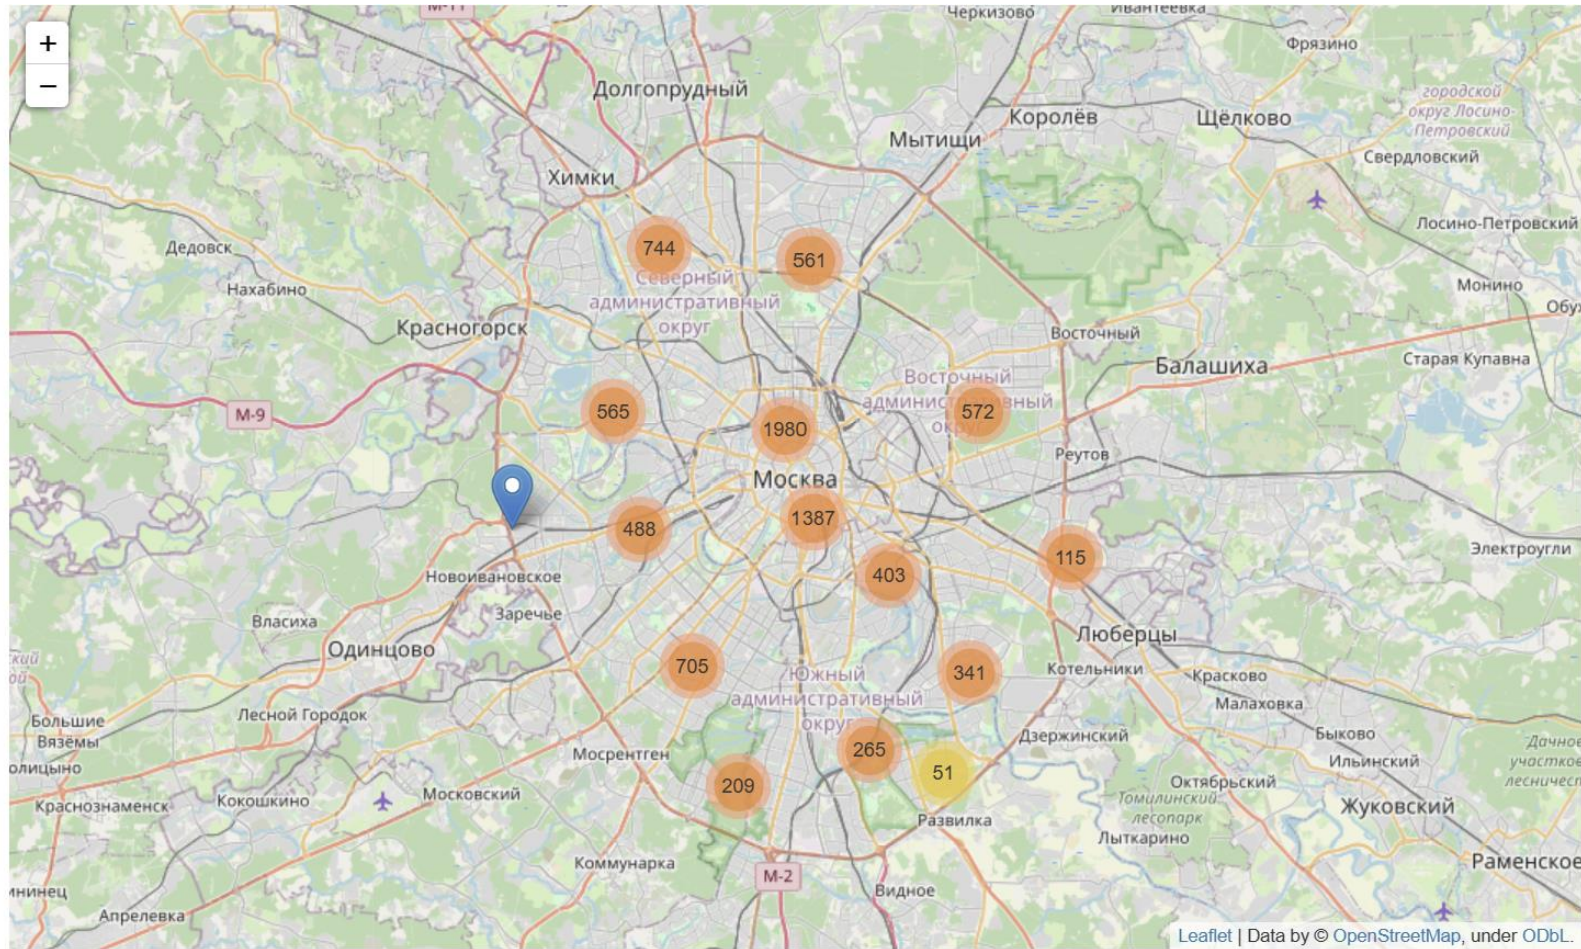 М-11
Черкизово
Ивантеевка
+
−
Фрязино
Долгопрудный
городской
округ Лосино-
Петровский
Королёв
Щёлково
Мытищи
Свердловский
Химки
Лосино-Петровский
Дедовск
744
561
Северный
административный
округ
Нахабино
Монино
Красногорск
Восточный
Старая Купавна
Балашиха
Восточный
административный
округ
М-9
565
1980
572
Реутов
Москва
488
1387
115
Электроугли
403
Новоивановское
Заречье
Власиха
Одинцово
Люберцы
705
341
Котельники
Красково
Малаховка
Южный
административный
округ
Большие
Вязёмы
Лесной Городок
Мосрентген
Дзержинский
Быково
Ильинский
265
51
209
Краснознаменск
Кокошкино
Московский
Октябрьский
Томилинский
лесопарк
Жуковский
Развилка
Лыткарино
Коммунарка
М-2
Видное
Раменское
Апрелевка
Leaflet | Data by © OpenStreetMap, under ODbL.